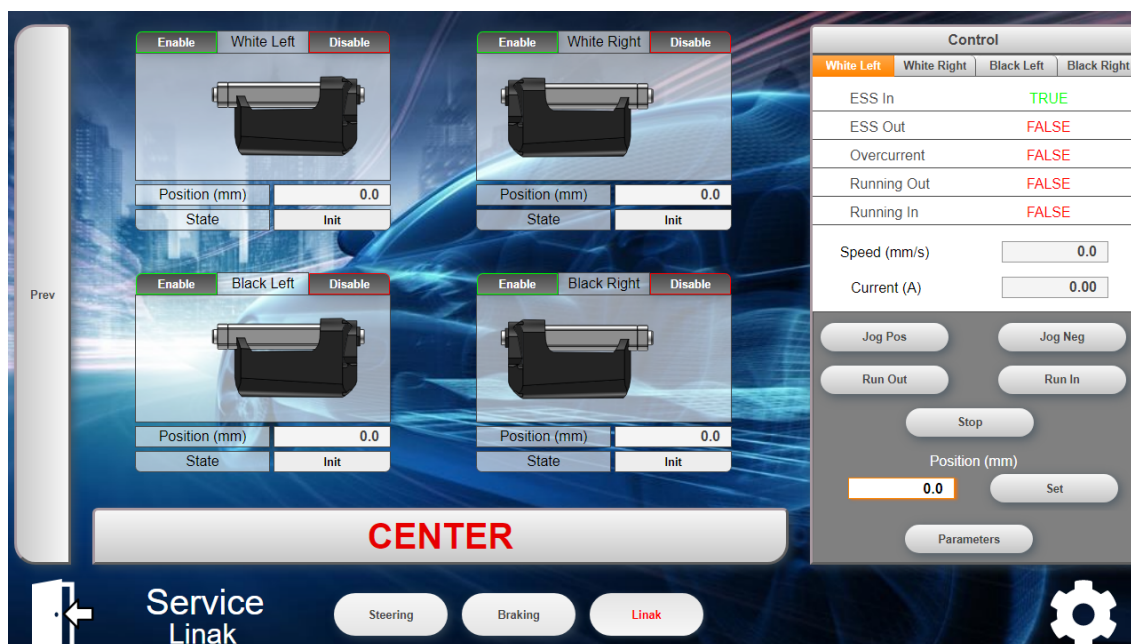 Enable White Left Disable
Position (mm) 0.0
State Init
Enable White Right Disable
Position (mm) 0.0
State Init
Enable Black Left Disable
Position (mm) 0.0
State Init
Enable Black Right Disable
Position (mm) 0.0
State Init
Prev
CENTER
Control
White Left White Right Black Left Black Right
ESS In TRUE
ESS Out FALSE
Overcurrent FALSE
Running Out FALSE
Running In FALSE
Speed (mm/s) 0.0
Current (A) 0.00
Jog Pos Jog Neg
Run Out Run In
Stop
Position (mm)
0.0 Set
Parameters
Service
Linak
Steering Braking Linak